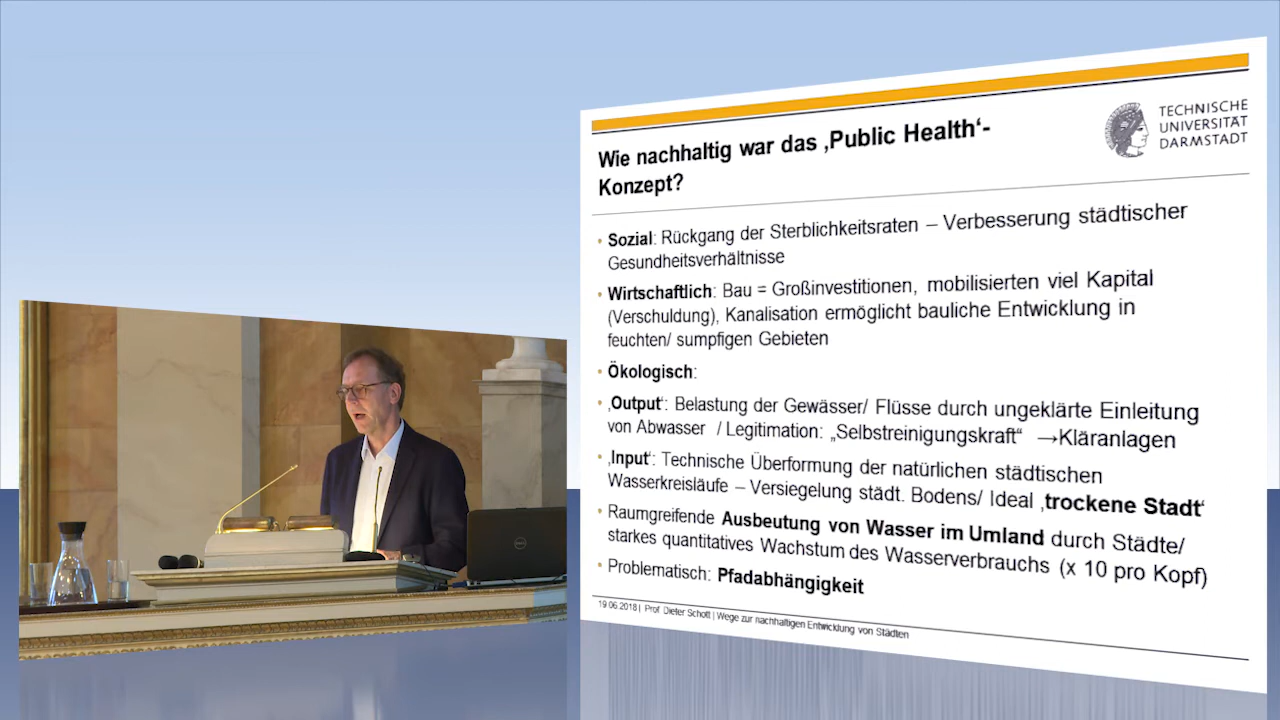 TECHNISCHE
UNIVERSITÄT
DARMSTADT
Wie nachhaltig war das ‚Public Health‘-
Konzept?
• Sozial: Rückgang der Sterblichkeitsraten – Verbesserung städtischer
Gesundheitsverhältnisse
• Wirtschaftlich: Bau = Großinvestitionen, mobilisierten viel Kapital
(Verschuldung), Kanalisation ermöglicht bauliche Entwicklung in
feuchten/ sumpfigen Gebieten
• Ökologisch:
• ‚Output‘: Belastung der Gewässer/ Flüsse durch ungeklärte Einleitung
von Abwasser / Legitimation: „Selbstreinigungskraft“ →Kläranlagen
• ‚Input‘: Technische Überformung der natürlichen städtischen
Wasserkreisläufe – Versiegelung städt. Bodens/ Ideal ‚trockene Stadt‘
• Raumgreifende Ausbeutung von Wasser im Umland durch Städte/
starkes quantitatives Wachstum des Wasserverbrauchs (x 10 pro Kopf)
• Problematisch: Pfadabhängigkeit
19.06.2018 | Prof Dieter Schott | Wege zur nachhaltigen Entwicklung von Städten
DELL